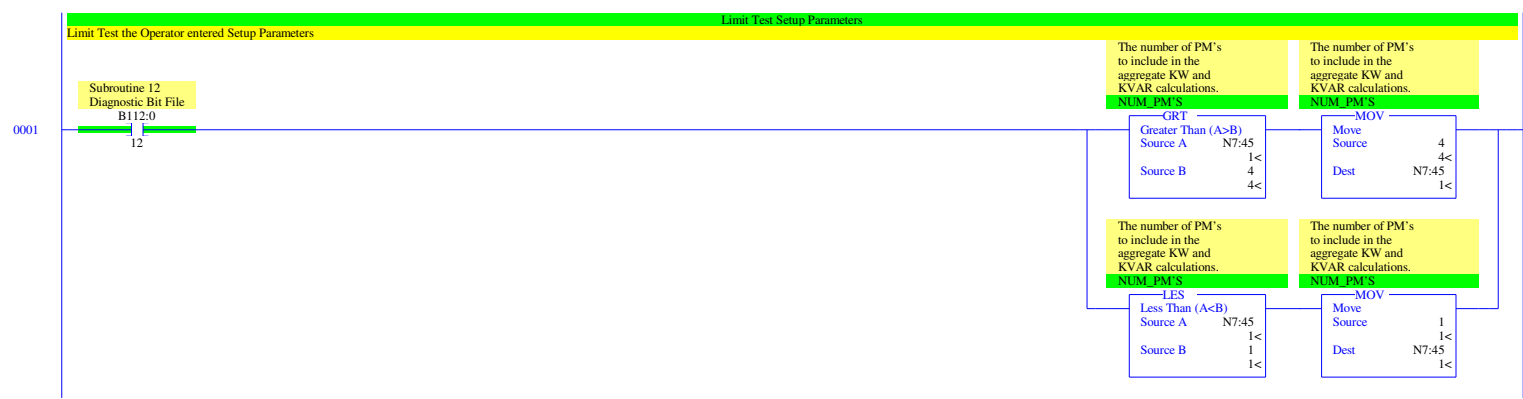 Limit Test Setup Parameters
Limit Test the Operator entered Setup Parameters
Subroutine 12
Diagnostic Bit File
B112:0
12
0001
The number of PM's
to include in the
aggregate KW and
KVAR calculations.
NUM_PM'S
GRT
Greater Than (A>B)
Source A N7:45
1<
Source B 4
4<
The number of PM's
to include in the
aggregate KW and
KVAR calculations.
NUM_PM'S
MOV
Move
Source 4
4<
Dest N7:45
1<
The number of PM's
to include in the
aggregate KW and
KVAR calculations.
NUM_PM'S
LES
Less Than (A<B)
Source A N7:45
1<
Source B 1
1<
The number of PM's
to include in the
aggregate KW and
KVAR calculations.
NUM_PM'S
MOV
Move
Source 1
1<
Dest N7:45
1<